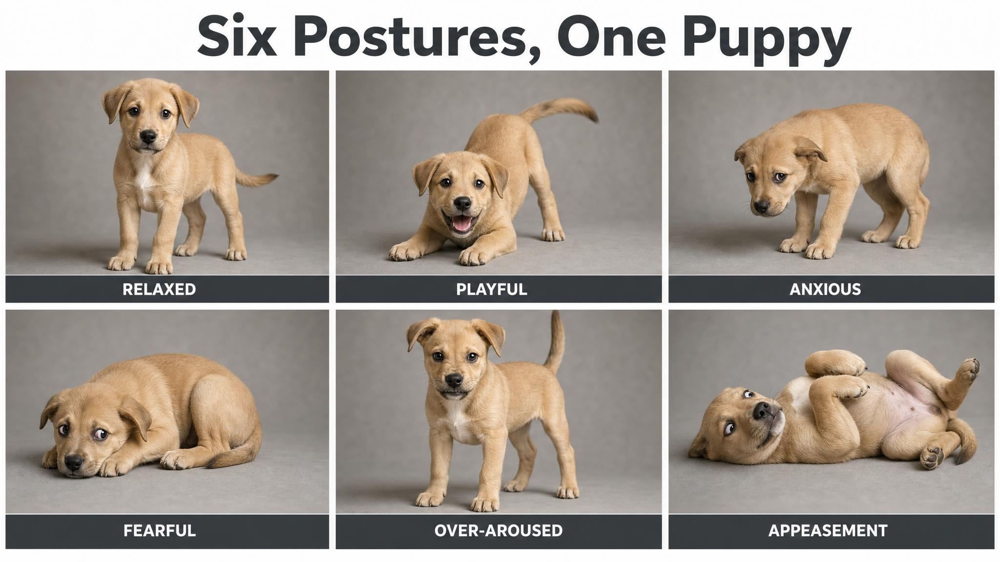 Six Postures, One Puppy
RELAXED
PLAYFUL
ANXIOUS
FEARFUL
OVER-AROUSED
APPEASEMENT